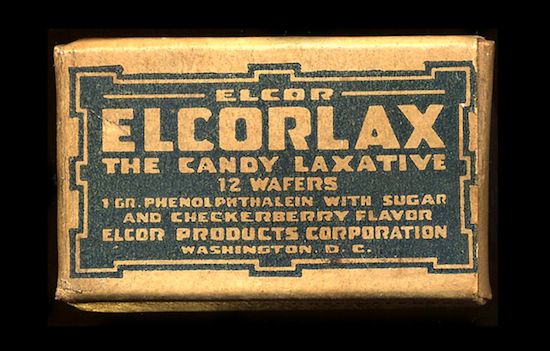 ELCOR
ELCORLAX
THE CANDY LAXATIVE
12 WAFERS
1 GR. PHENOLPHTHALEIN WITH SUGAR
AND CHECKERBERRY FLAVOR
ELCOR PRODUCTS CORPORATION
WASHINGTON, D. C.